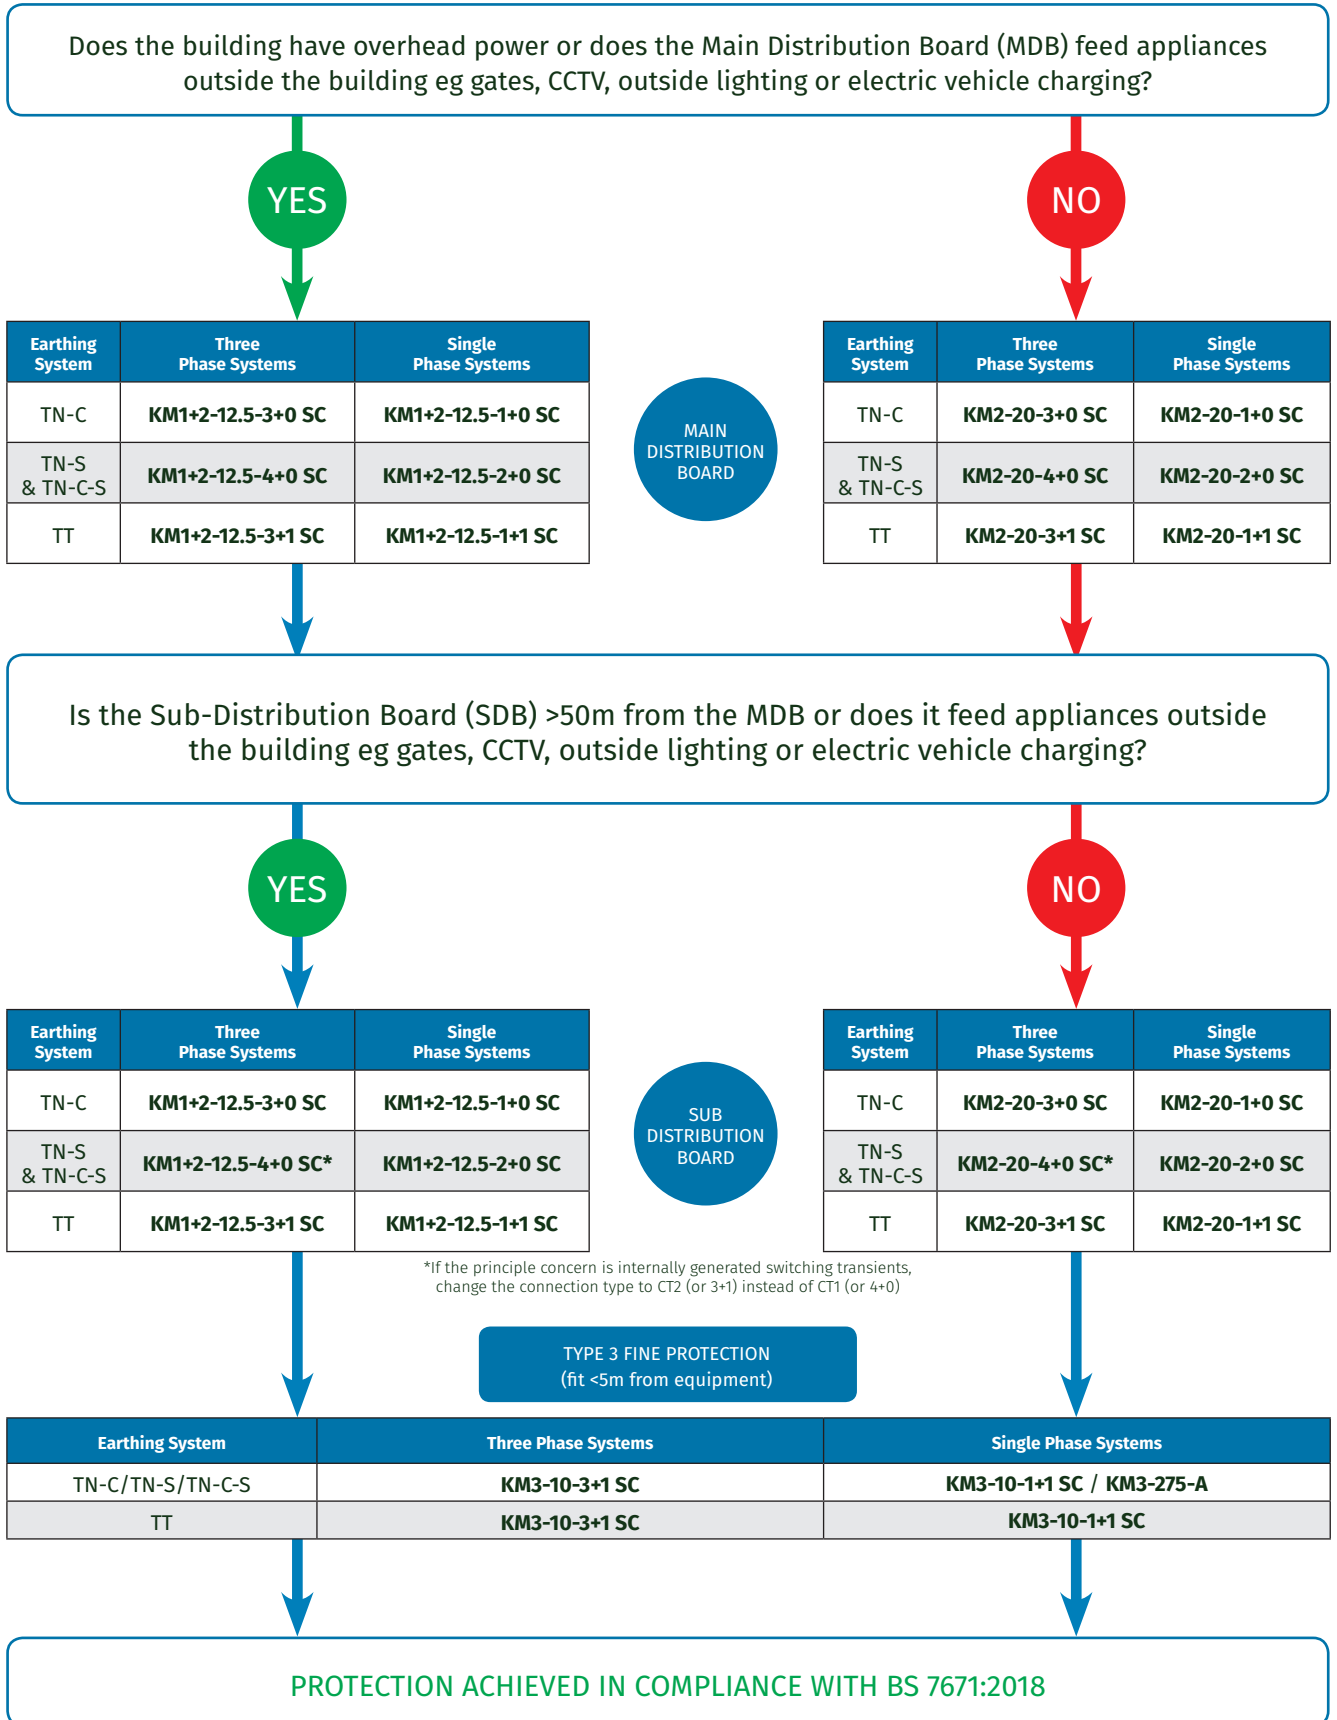 Does the building have overhead power or does the Main Distribution Board (MDB) feed appliances
outside the building eg gates, CCTV, outside lighting or electric vehicle charging?
YES
NO
Earthing System Three Phase Systems Single Phase Systems
TN-C KM1+2-12.5-3+0 SC KM1+2-12.5-1+0 SC
TN-S & TN-C-S KM1+2-12.5-4+0 SC KM1+2-12.5-2+0 SC
TT KM1+2-12.5-3+1 SC KM1+2-12.5-1+1 SC
MAIN
DISTRIBUTION
BOARD
Earthing System Three Phase Systems Single Phase Systems
TN-C KM2-20-3+0 SC KM2-20-1+0 SC
TN-S & TN-C-S KM2-20-4+0 SC KM2-20-2+0 SC
TT KM2-20-3+1 SC KM2-20-1+1 SC
Is the Sub-Distribution Board (SDB) >50m from the MDB or does it feed appliances outside
the building eg gates, CCTV, outside lighting or electric vehicle charging?
YES
NO
Earthing System Three Phase Systems Single Phase Systems
TN-C KM1+2-12.5-3+0 SC KM1+2-12.5-1+0 SC
TN-S & TN-C-S KM1+2-12.5-4+0 SC* KM1+2-12.5-2+0 SC
TT KM1+2-12.5-3+1 SC KM1+2-12.5-1+1 SC
SUB
DISTRIBUTION
BOARD
Earthing System Three Phase Systems Single Phase Systems
TN-C KM2-20-3+0 SC KM2-20-1+0 SC
TN-S & TN-C-S KM2-20-4+0 SC* KM2-20-2+0 SC
TT KM2-20-3+1 SC KM2-20-1+1 SC
*If the principle concern is internally generated switching transients,
change the connection type to CT2 (or 3+1) instead of CT1 (or 4+0)
TYPE 3 FINE PROTECTION
(fit <5m from equipment)
Earthing System Three Phase Systems Single Phase Systems
TN-C/TN-S/TN-C-S KM3-10-3+1 SC KM3-10-1+1 SC / KM3-275-A
TT KM3-10-3+1 SC KM3-10-1+1 SC
PROTECTION ACHIEVED IN COMPLIANCE WITH BS 7671:2018